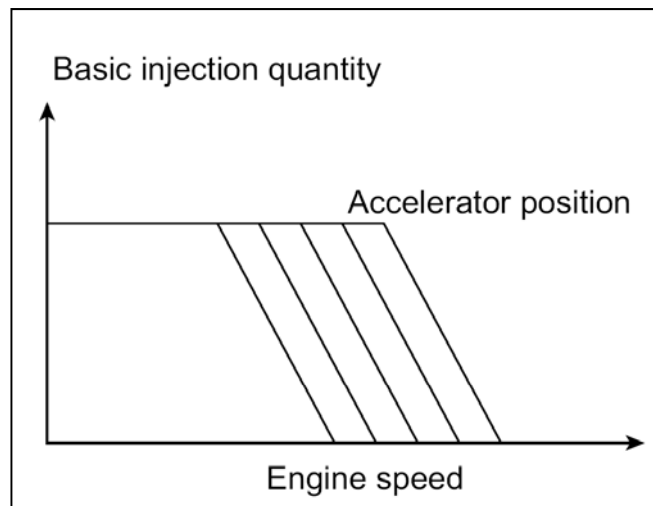 Basic injection quantity
Accelerator position
Engine speed